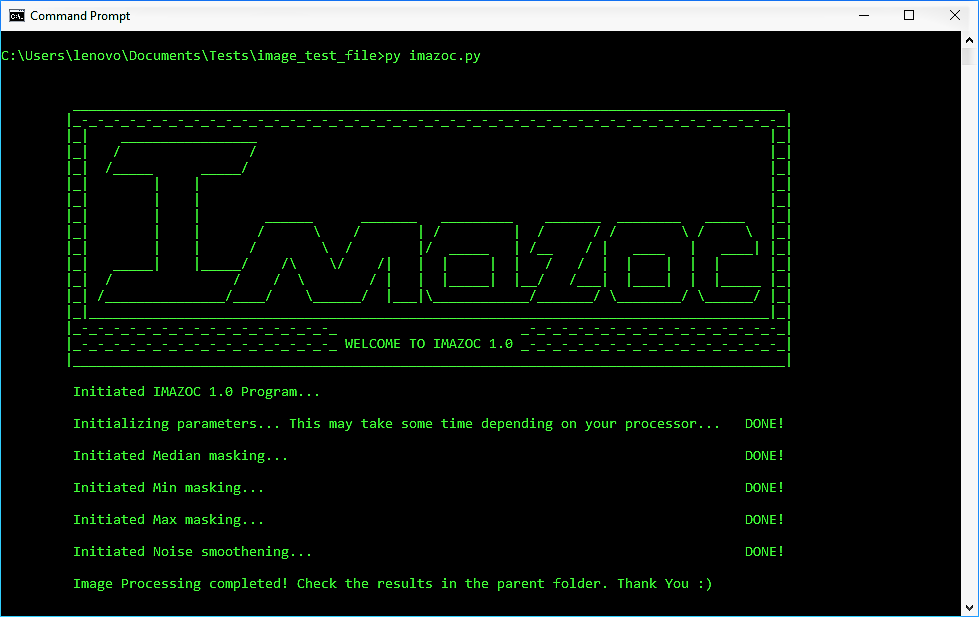 Command Prompt
C:\Users\lenovo\Documents\Tests\image_test_file>py imazoc.py
IMAZOC
WELCOME TO IMAZOC 1.0
Initiated IMAZOC 1.0 Program...
Initializing parameters... This may take some time depending on your processor... DONE!
Initiated Median masking... DONE!
Initiated Min masking... DONE!
Initiated Max masking... DONE!
Initiated Noise smoothening... DONE!
Image Processing completed! Check the results in the parent folder. Thank You :)